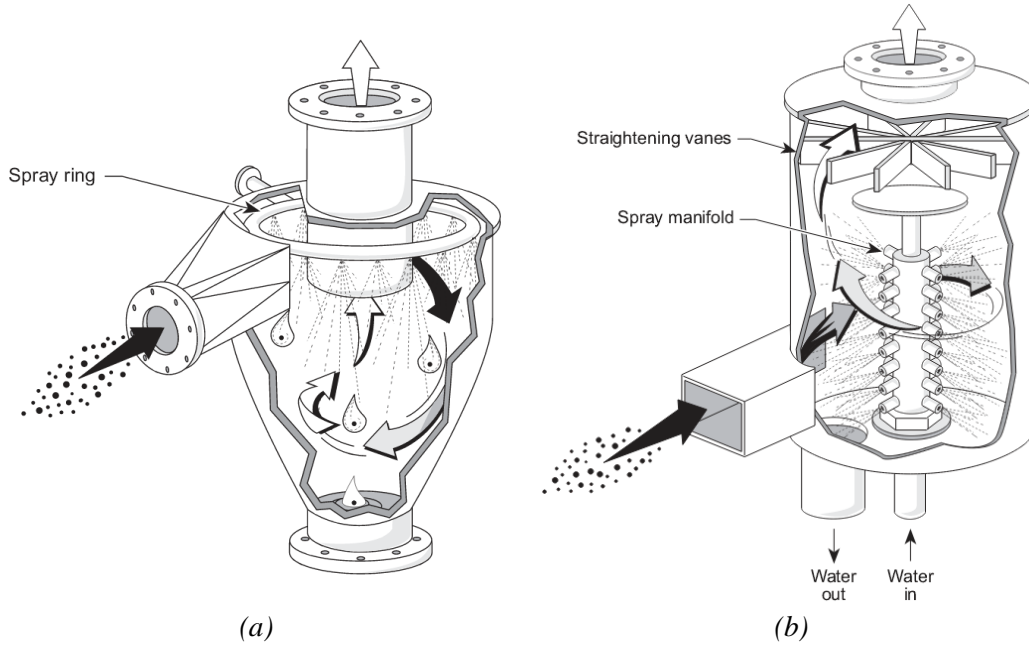 Spray ring
(a)
Straightening vanes
Spray manifold
Water
out
Water
in
(b)